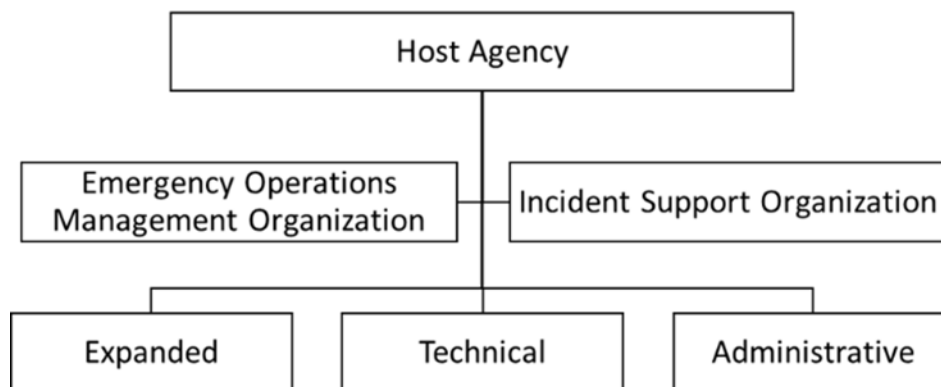 Host Agency
Emergency Operations
Management Organization
Incident Support Organization
Expanded
Technical
Administrative